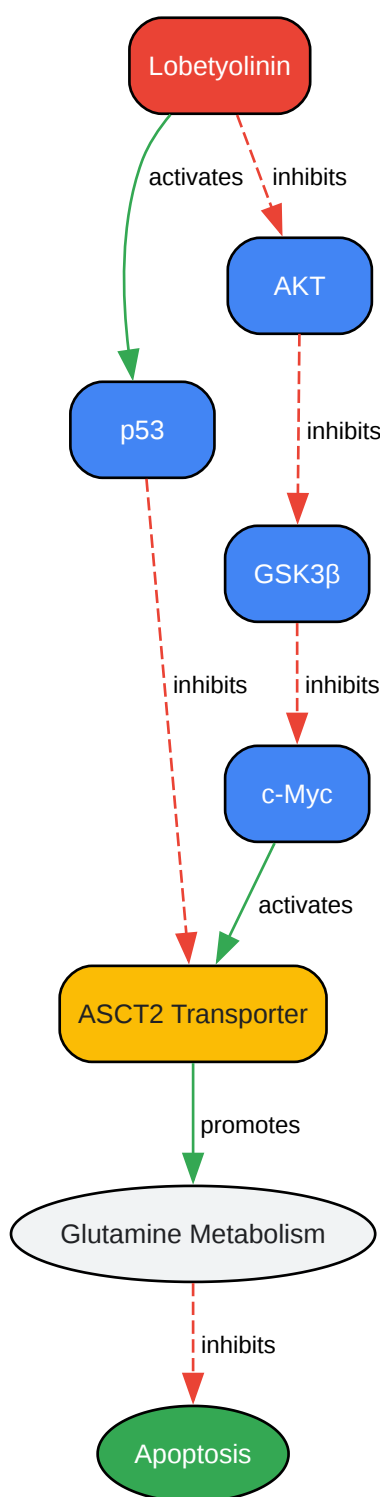 Lobetyolinin
activates
inhibits
AKT
p53
inhibits
GSK3β
inhibits
inhibits
c-Myc
activates
ASCT2 Transporter
promotes
Glutamine Metabolism
inhibits
Apoptosis